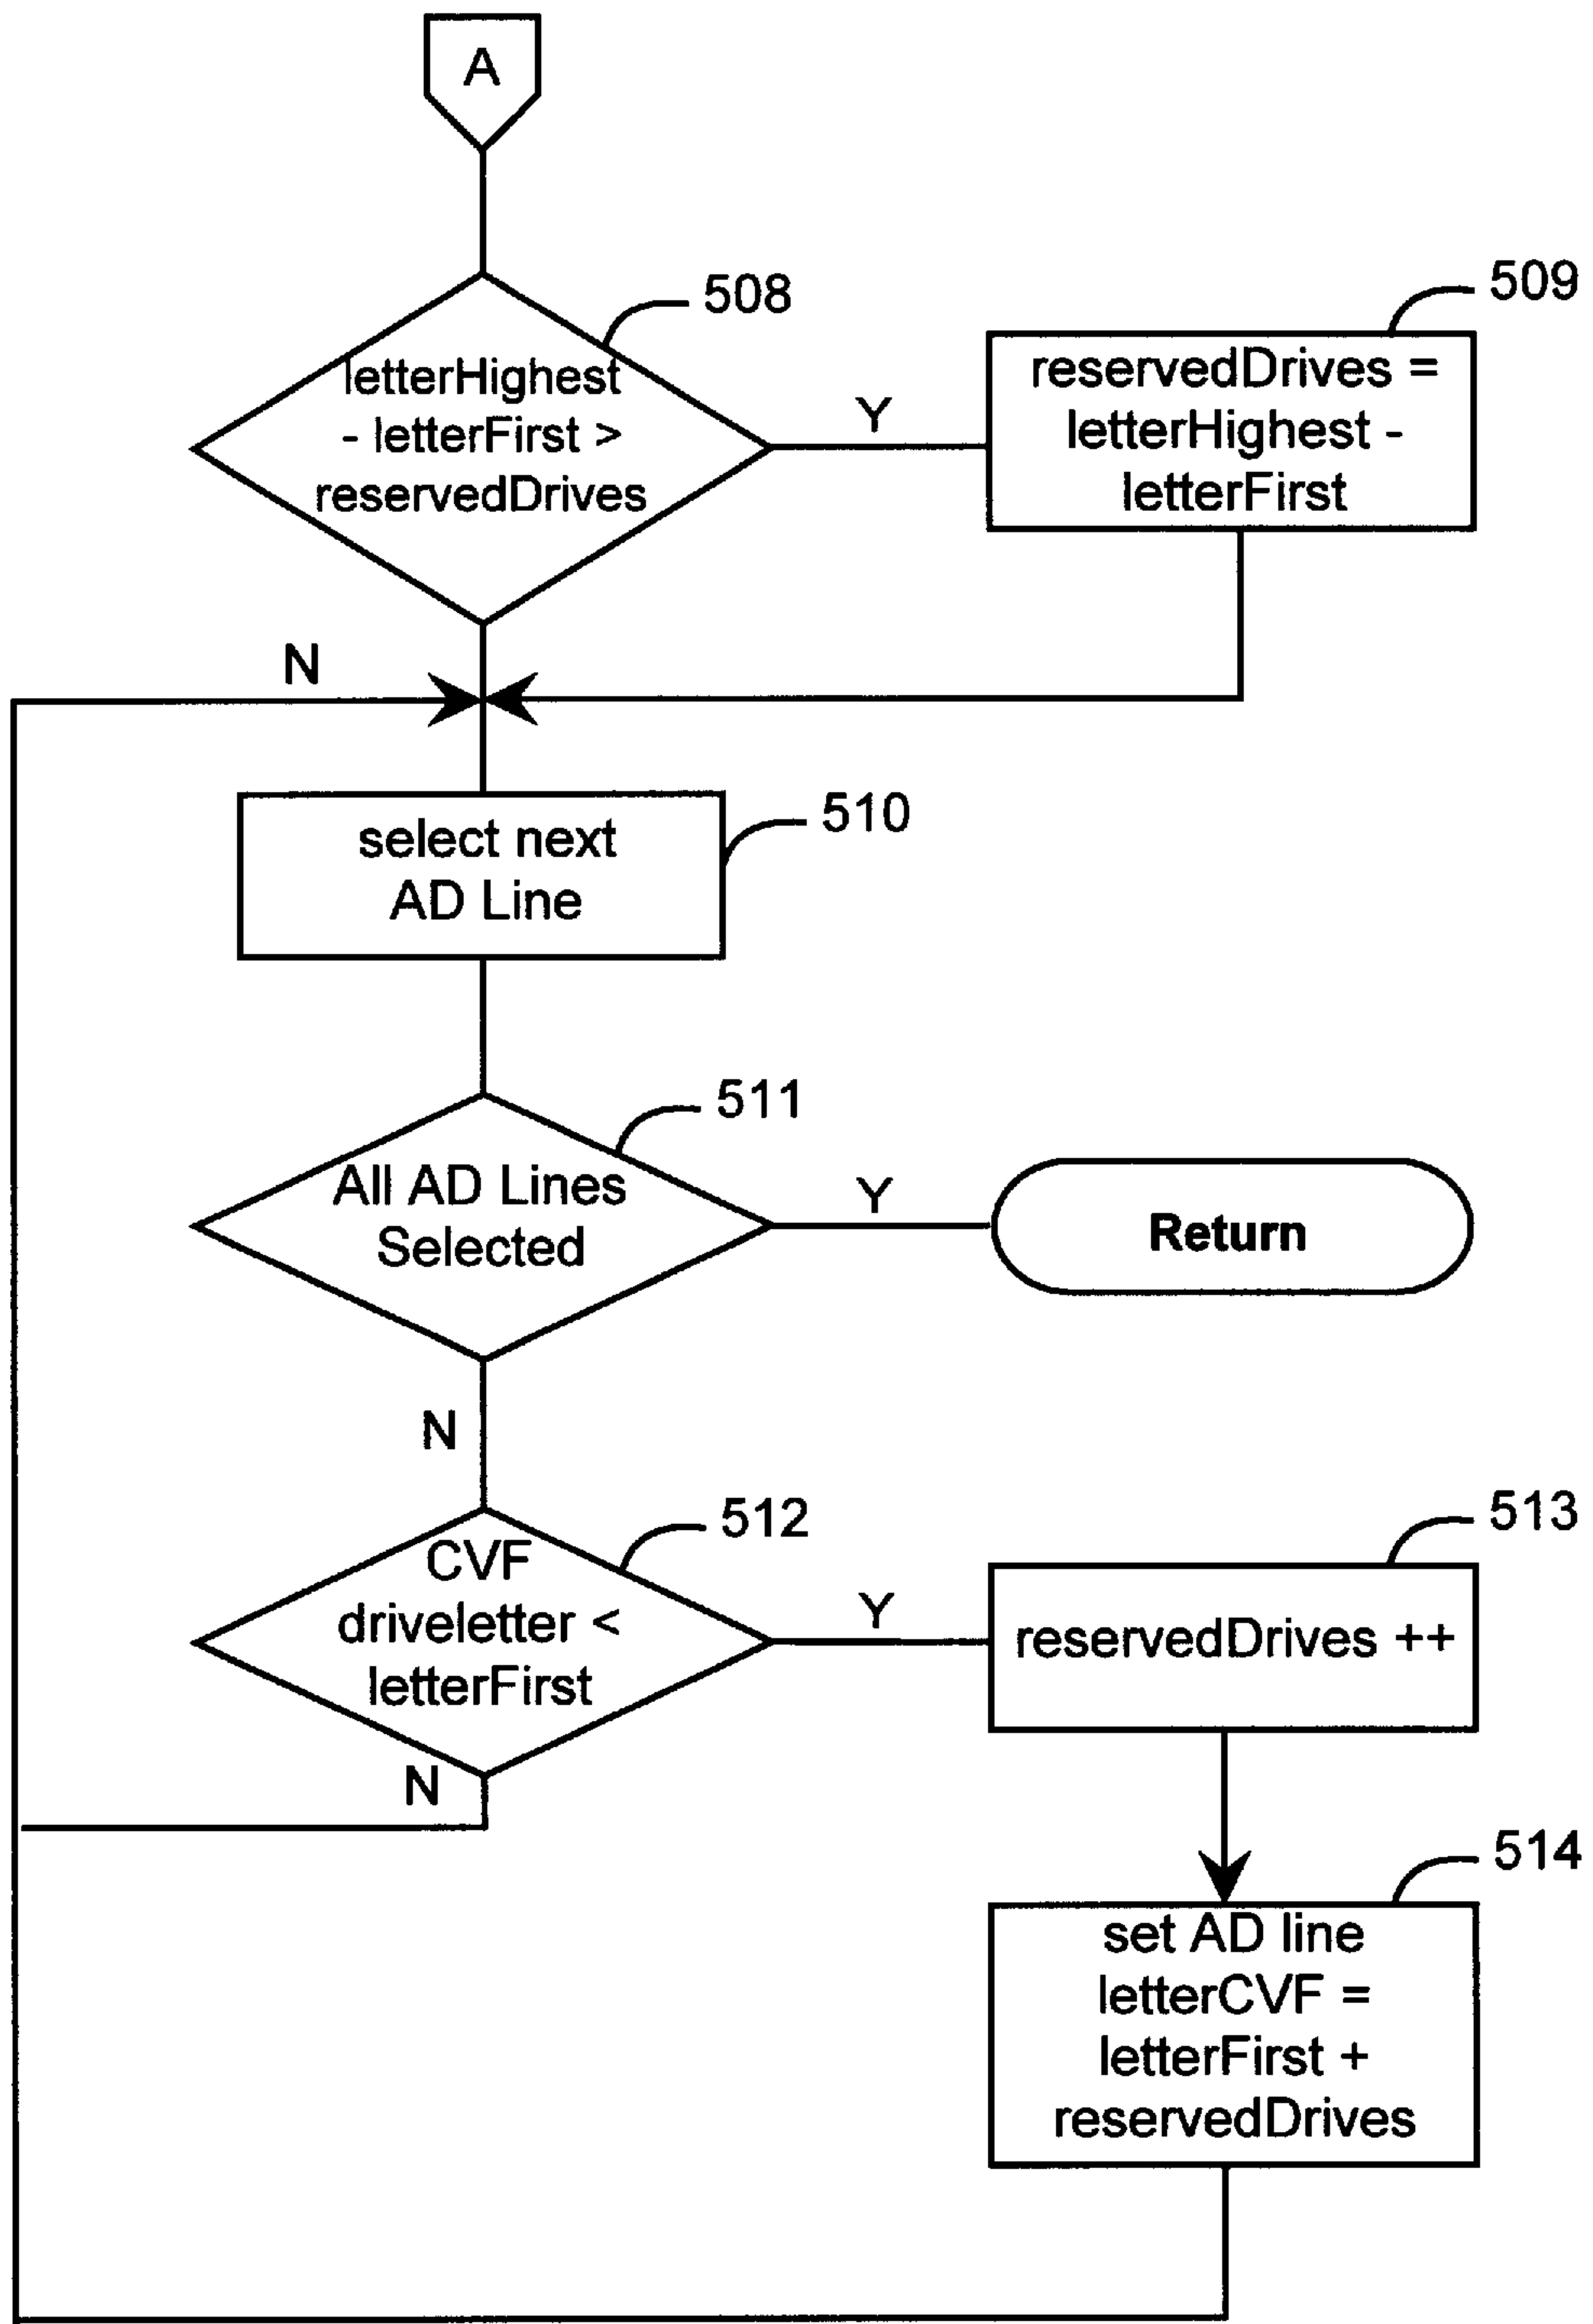 A
508
letterHighest
- letterFirst >
reservedDrives
Y
509
reservedDrives =
letterHighest -
letterFirst
N
select next
AD Line
510
511
All AD Lines
Selected
Y
Return
N
512
CVF
driveletter <
letterFirst
Y
513
reservedDrives ++
N
514
set AD line
letterCVF =
letterFirst +
reservedDrives